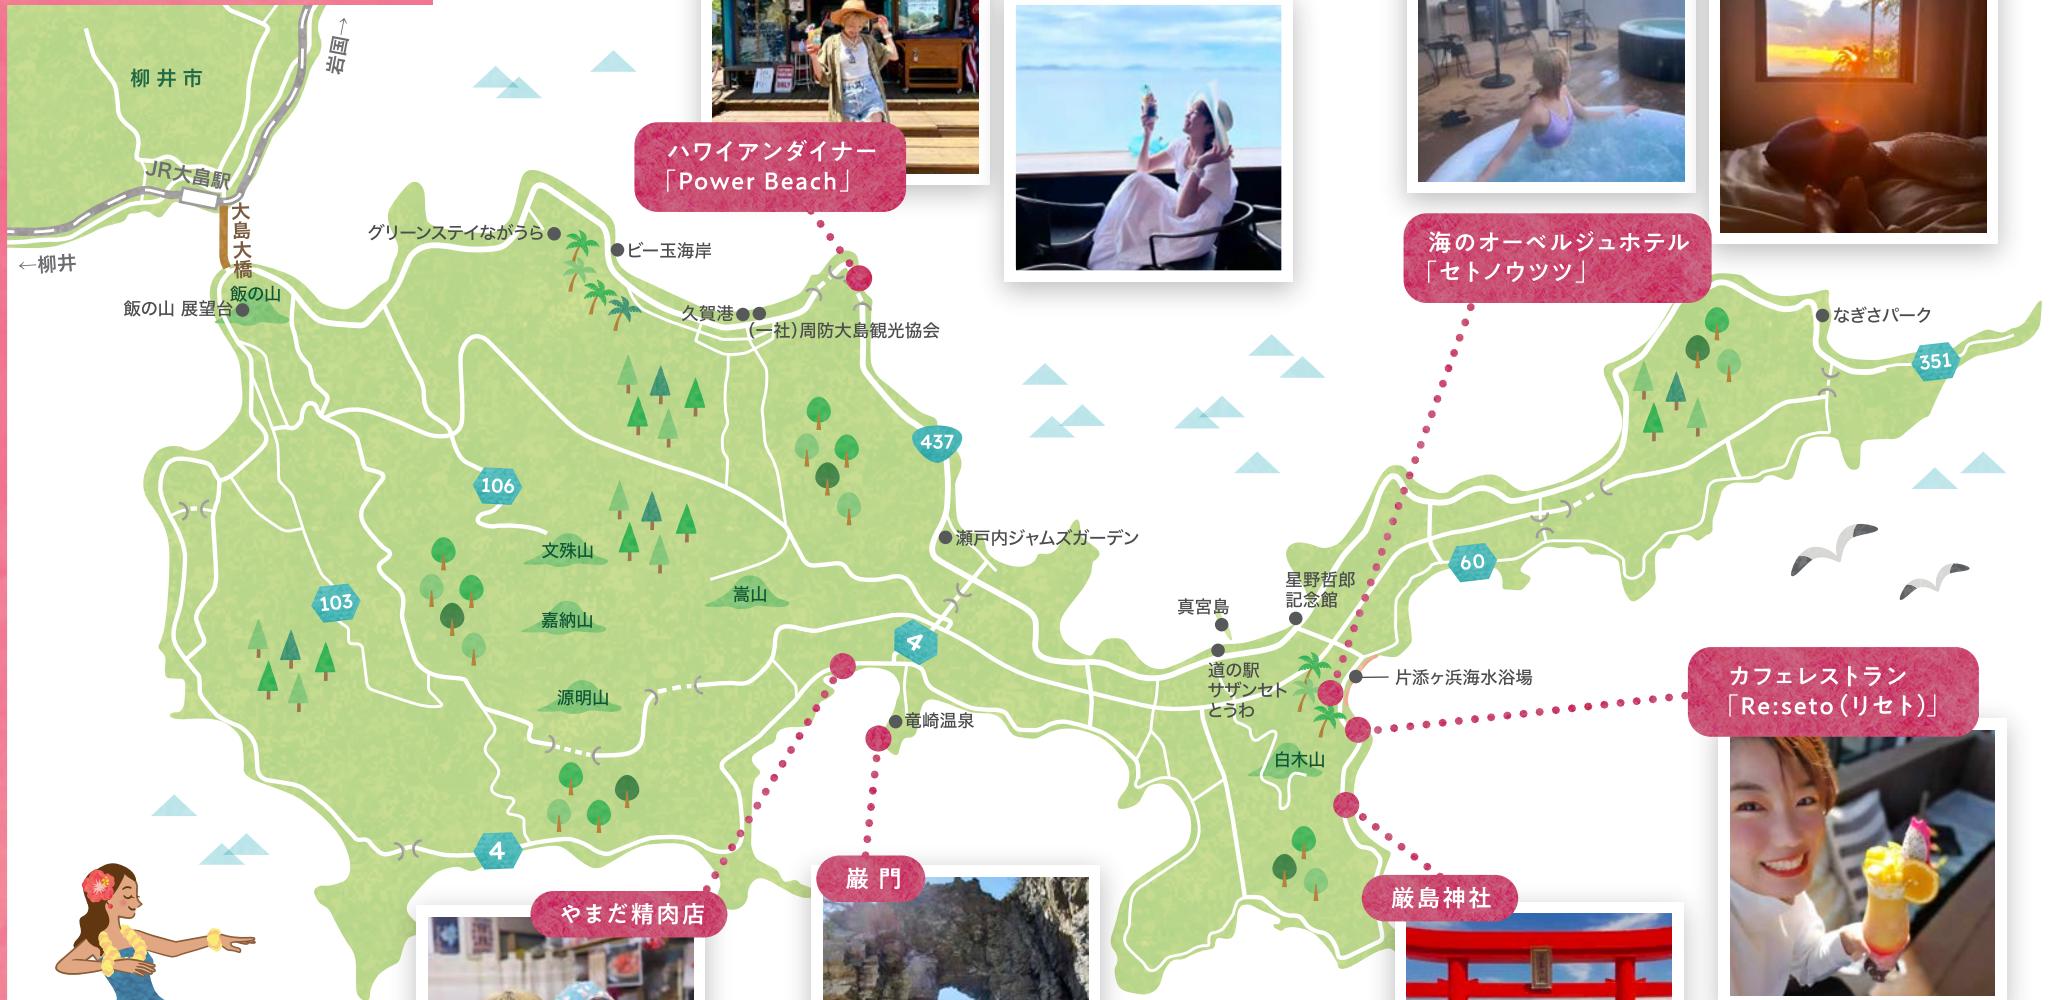 岩国→
柳井市
JR大畠駅
大島大橋
←柳井
飯の山
飯の山 展望台
グリーンステイながうら
ビー玉海岸
久賀港
(一社)周防大島観光協会
ハワイアンダイナー
「Power Beach」
海のオーベルジュホテル
「セトノウツツ」
なぎさパーク
351
437
106
瀬戸内ジャムズガーデン
文殊山
嵩山
嘉納山
103
4
60
星野哲郎
記念館
真宮島
道の駅
サザンセト
とうわ
片添ヶ浜海水浴場
カフェレストラン
「Re:seto(リセト)」
源明山
竜崎温泉
白木山
4
やまだ精肉店
巌門
厳島神社